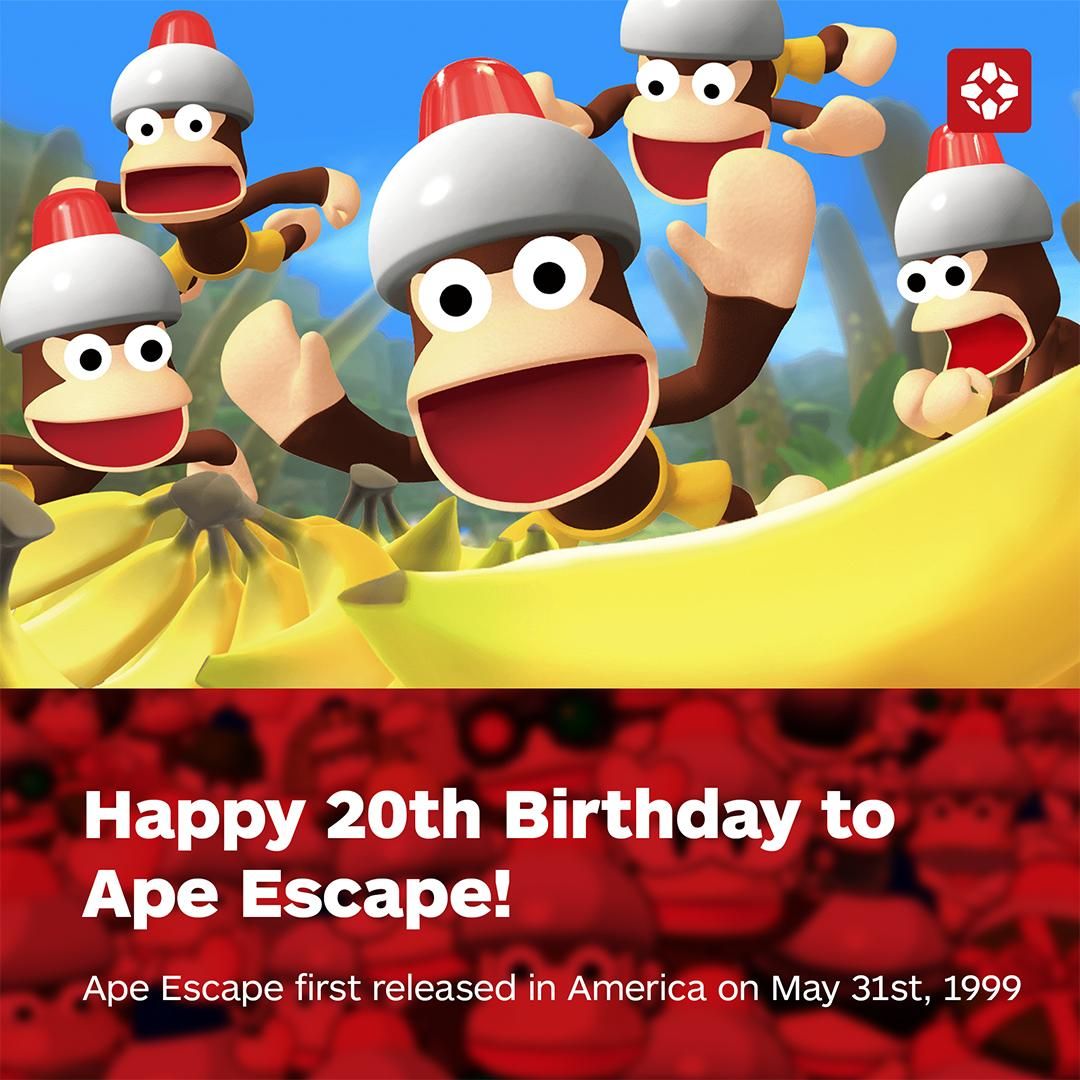 Happy 20th Birthday to
Ape Escape!
Ape Escape first released in America on May 31st, 1999